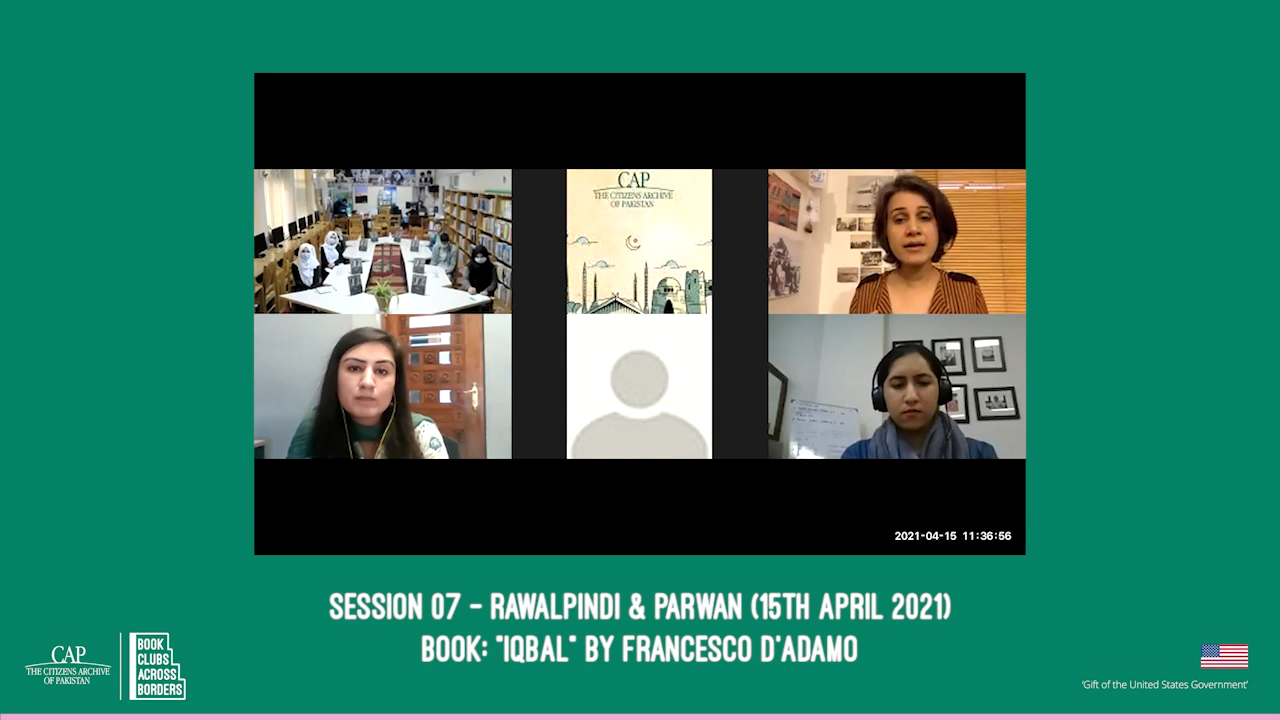 CAP
THE CITIZENS ARCHIVE
OF PAKISTAN
2021-04-15 11:36:56
SESSION 07 - RAWALPINDI & PARWAN (15TH APRIL 2021)
BOOK: "IQBAL" BY FRANCESCO D'ADAMO
CAP
THE CITIZENS ARCHIVE
OF PAKISTAN
BOOK
CLUBS
ACROSS
BORDERS
'Gift of the United States Government'